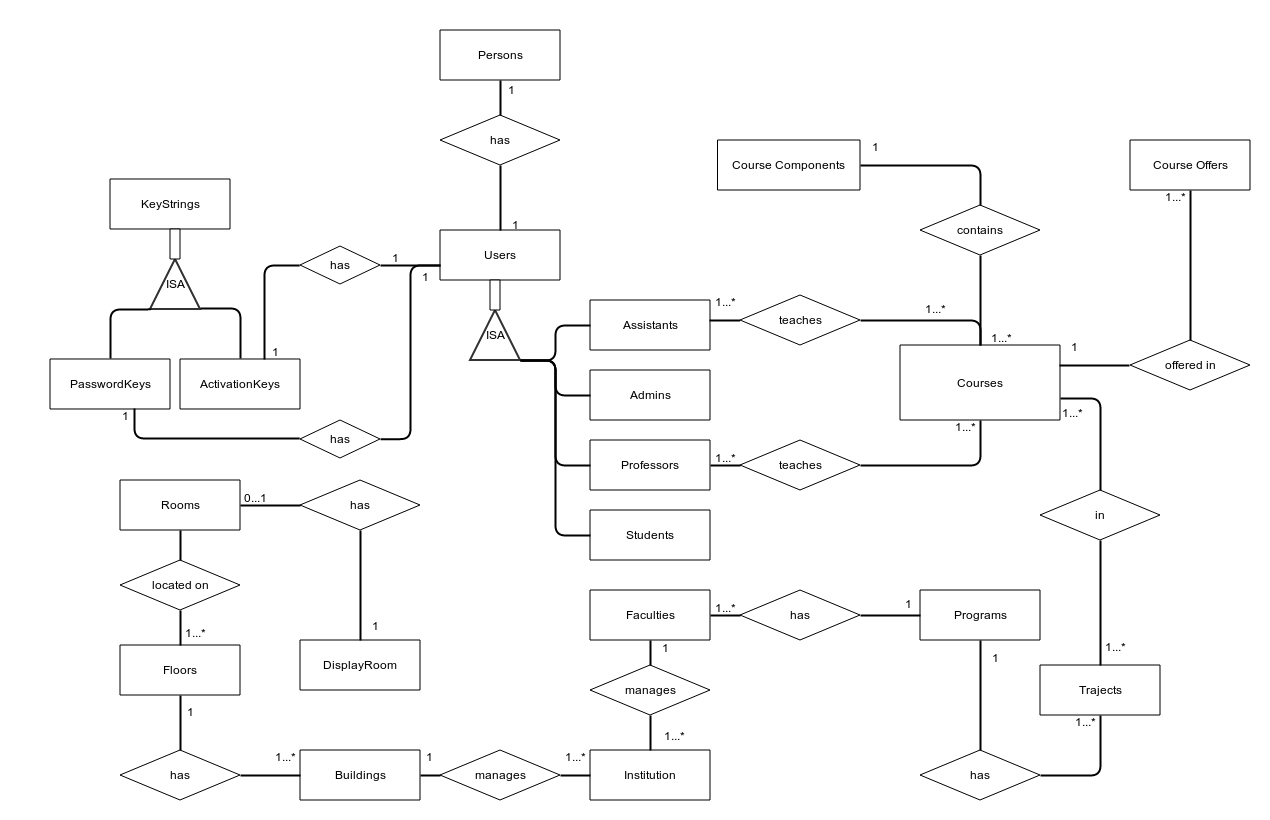 Persons
1
has
Course Components
1
Course Offers
1...*
KeyStrings
contains
1
Users
has
1
1
ISA
Assistants
1...*
teaches
1...*
1...*
ISA
1
offered in
1
PasswordKeys
ActivationKeys
Admins
Courses
1...*
1
1...*
has
Professors
1...*
teaches
Rooms
0...1
has
in
Students
located on
Faculties
1...*
has
1
Programs
1...*
1
1
1
1...*
Floors
DisplayRoom
manages
Trajects
1
1...*
1...*
1...*
1
1...*
has
Buildings
manages
Institution
has